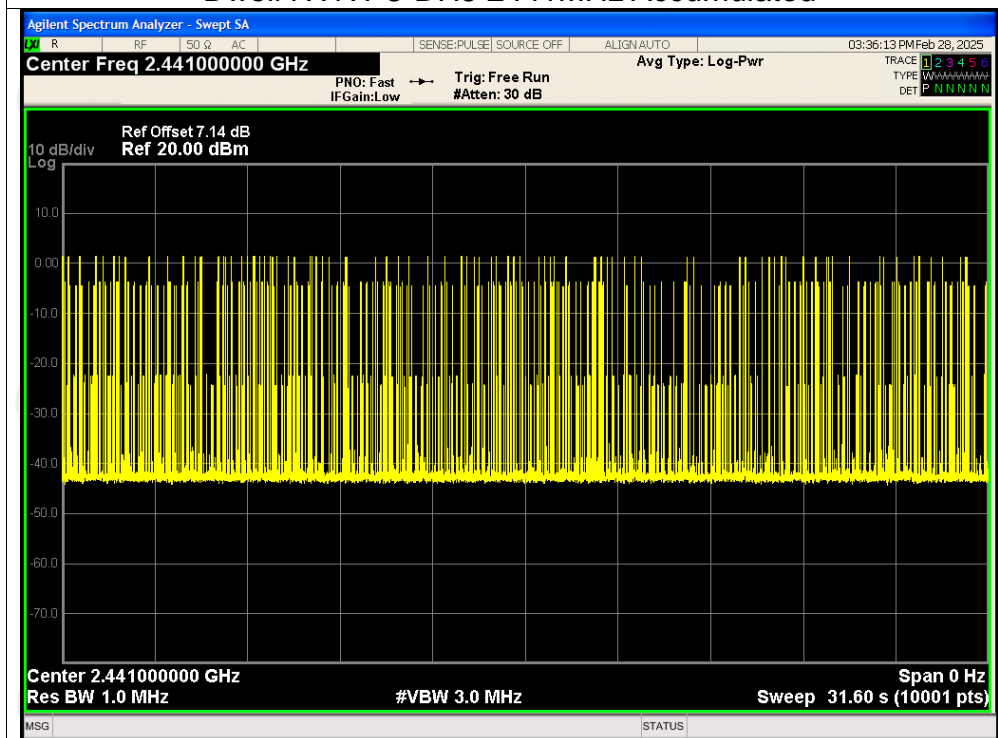 Agilent Spectrum Analyzer - Swept SA
LXI R RF 50 Ω AC SENSE:PULSE SOURCE OFF ALIGN AUTO 03:36:13 PM Feb 28, 2025
Center Freq 2.441000000 GHz Avg Type: Log-Pwr TRACE 1 2 3 4 5 6
PNO: Fast Trig: Free Run TYPE W
IFGain:Low #Atten: 30 dB DET P N N N N N
Ref Offset 7.14 dB
10 dB/div Ref 20.00 dBm
Log
10.0
0.00
-10.0
-20.0
-30.0
-40.0
-50.0
-60.0
-70.0
Center 2.441000000 GHz Span 0 Hz
Res BW 1.0 MHz #VBW 3.0 MHz Sweep 31.60 s (10001 pts)
MSG STATUS